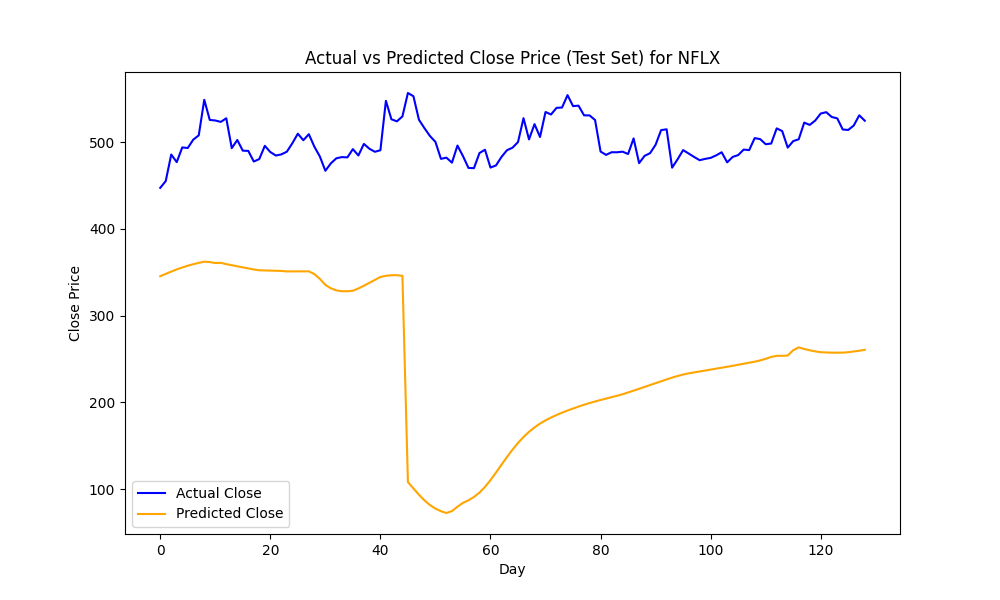 Actual vs Predicted Close Price (Test Set) for NFLX
Close Price
500
400
300
200
100
Actual Close
Predicted Close
0 20 40 60 80 100 120
Day